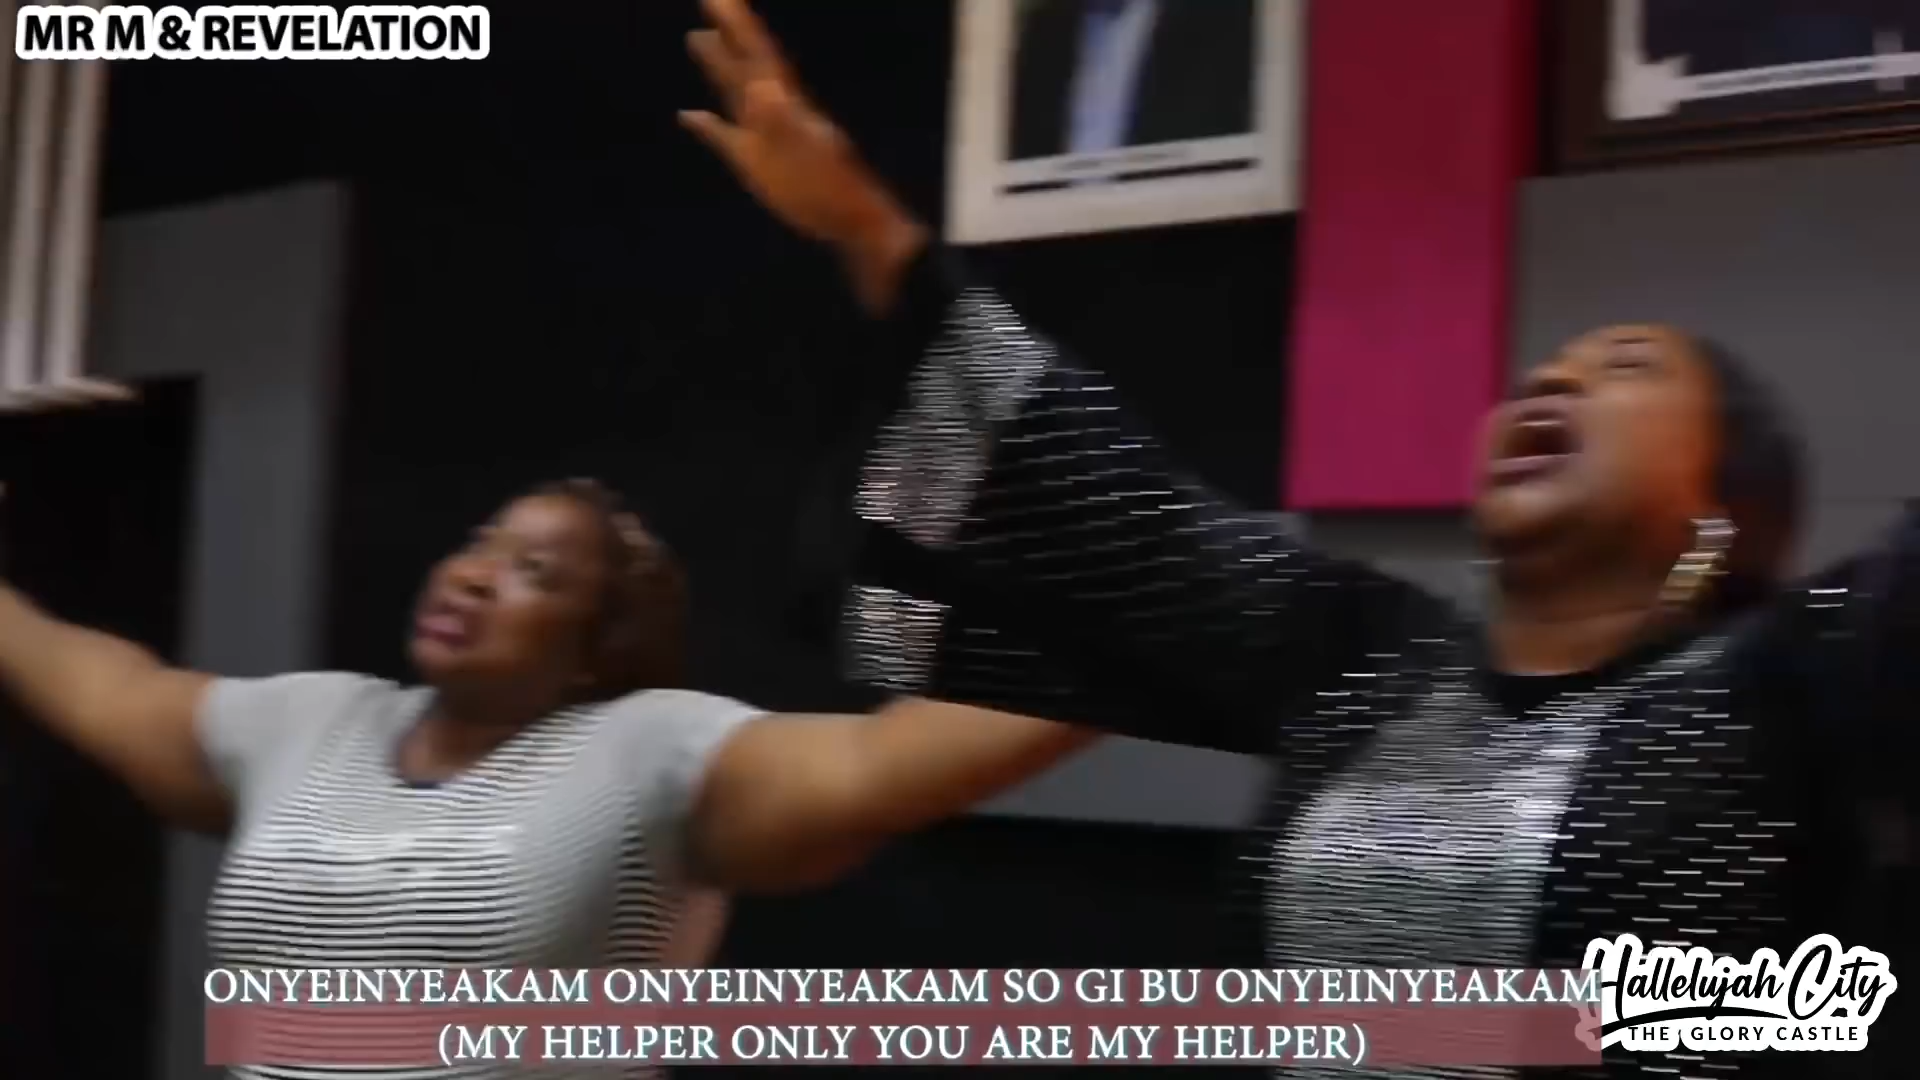 MR M & REVELATION
ONYEINYEAKAM ONYEINYEAKAM SO GI BU ONYEINYEAKAM
(MY HELPER ONLY YOU ARE MY HELPER)
Hallelujah City
THE GLORY CASTLE